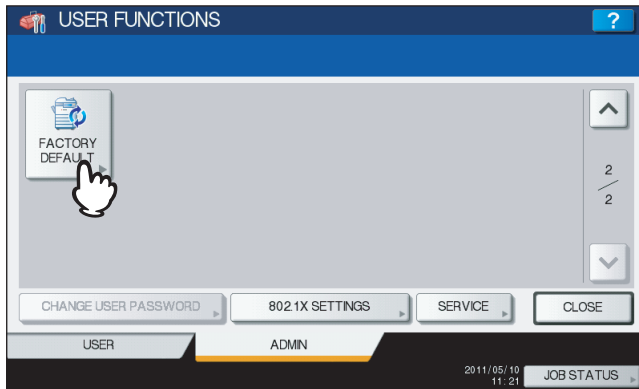 USER FUNCTIONS
?
FACTORY
DEFAULT
2
2
CHANGE USER PASSWORD
802.1X SETTINGS
SERVICE
CLOSE
USER
ADMIN
2011/05/10
11:21
JOB STATUS